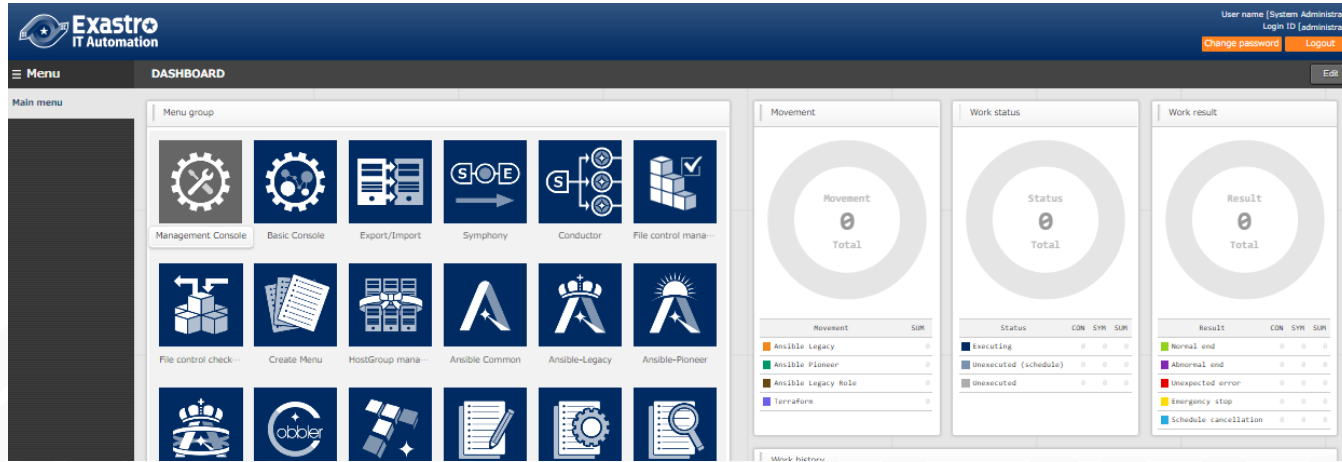 Exastro
IT Automation
User name [System Administra
Login ID [administra
Change password
Logout
Menu
DASHBOARD
Edit
Main menu
Menu group
Management Console
Basic Console
Export/Import
Symphony
Conductor
File control mana…
File control check…
Create Menu
HostGroup mana…
Ansible Common
Ansible-Legacy
Ansible-Pioneer
S O E
S
Cobbler
Movement
Movement
0
Total
Movement SUM
Ansible Legacy 0
Ansible Pioneer 0
Ansible Legacy Role 0
Terraform 0
Work status
Status
0
Total
Status CON SYM SUM
Executing 0 0 0
Unexecuted (schedule) 0 0 0
Unexecuted 0 0 0
Work result
Result
0
Total
Result CON SYM SUM
Normal end 0 0 0
Abnormal end 0 0 0
Unexpected error 0 0 0
Emergency stop 0 0 0
Schedule cancellation 0 0 0
Work history